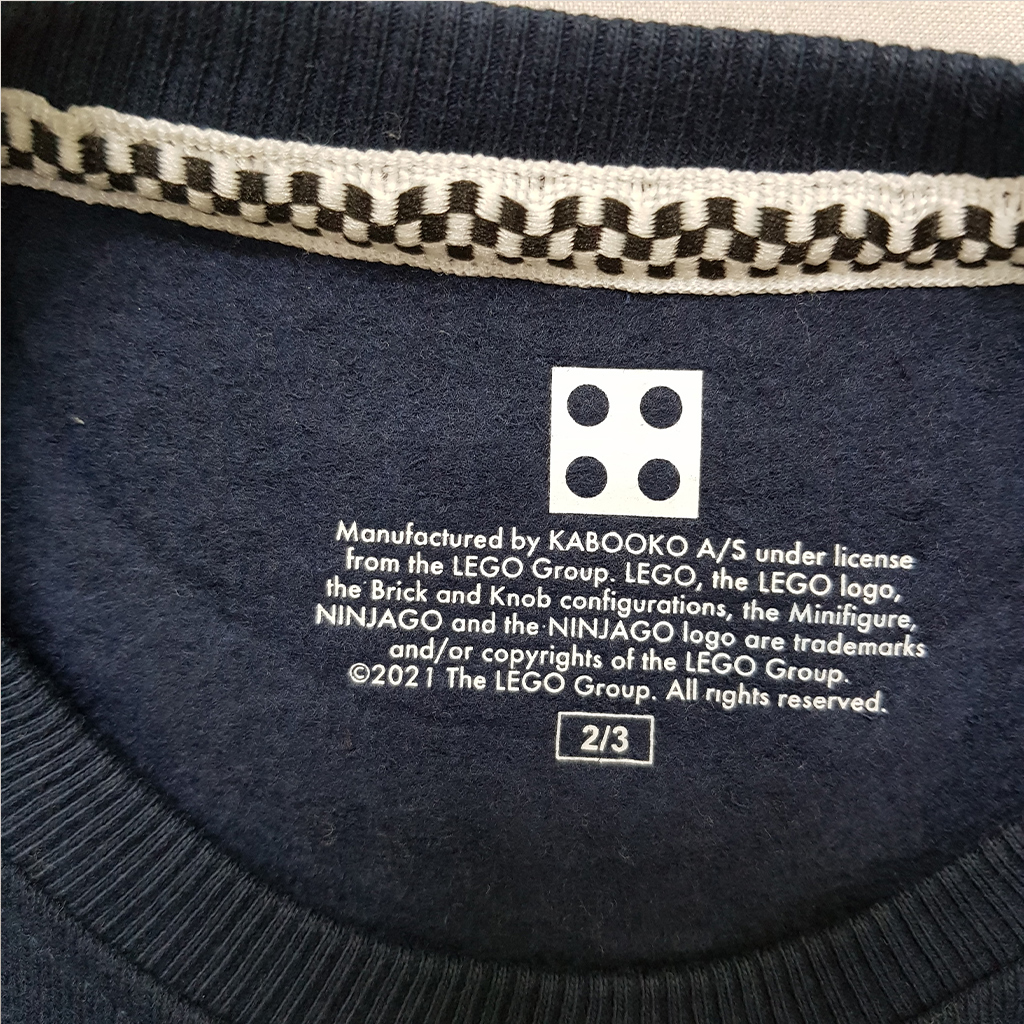 Manufactured by KABOOKO A/S under license
from the LEGO Group. LEGO, the LEGO logo,
the Brick and Knob configurations, the Minifigure,
NINJAGO and the NINJAGO logo are trademarks
and/or copyrights of the LEGO Group.
©2021 The LEGO Group. All rights reserved.
2/3